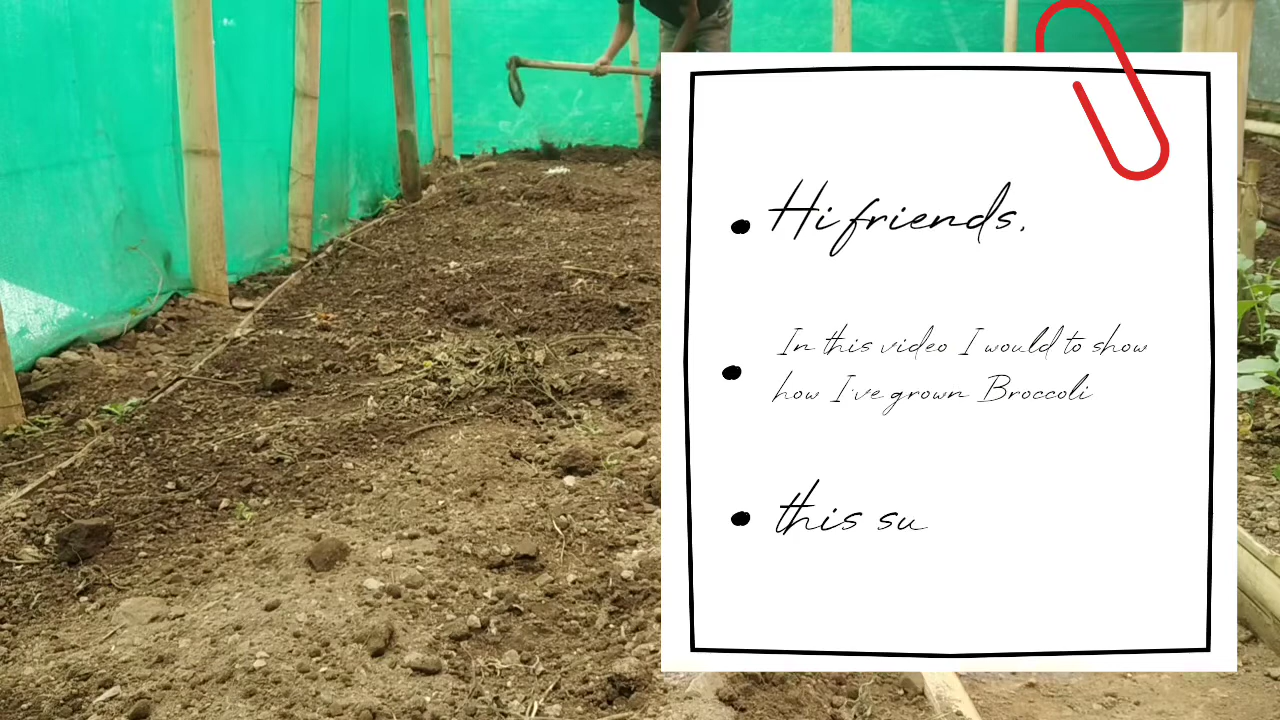 Hi friends.
In this video I would to show
how I've grown Broccoli
this su